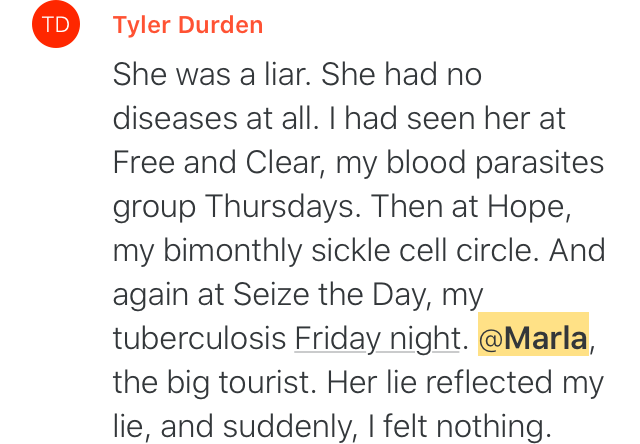 TD
Tyler Durden
She was a liar. She had no
diseases at all. I had seen her at
Free and Clear, my blood parasites
group Thursdays. Then at Hope,
my bimonthly sickle cell circle. And
again at Seize the Day, my
tuberculosis Friday night. @Marla,
the big tourist. Her lie reflected my
lie, and suddenly, I felt nothing.